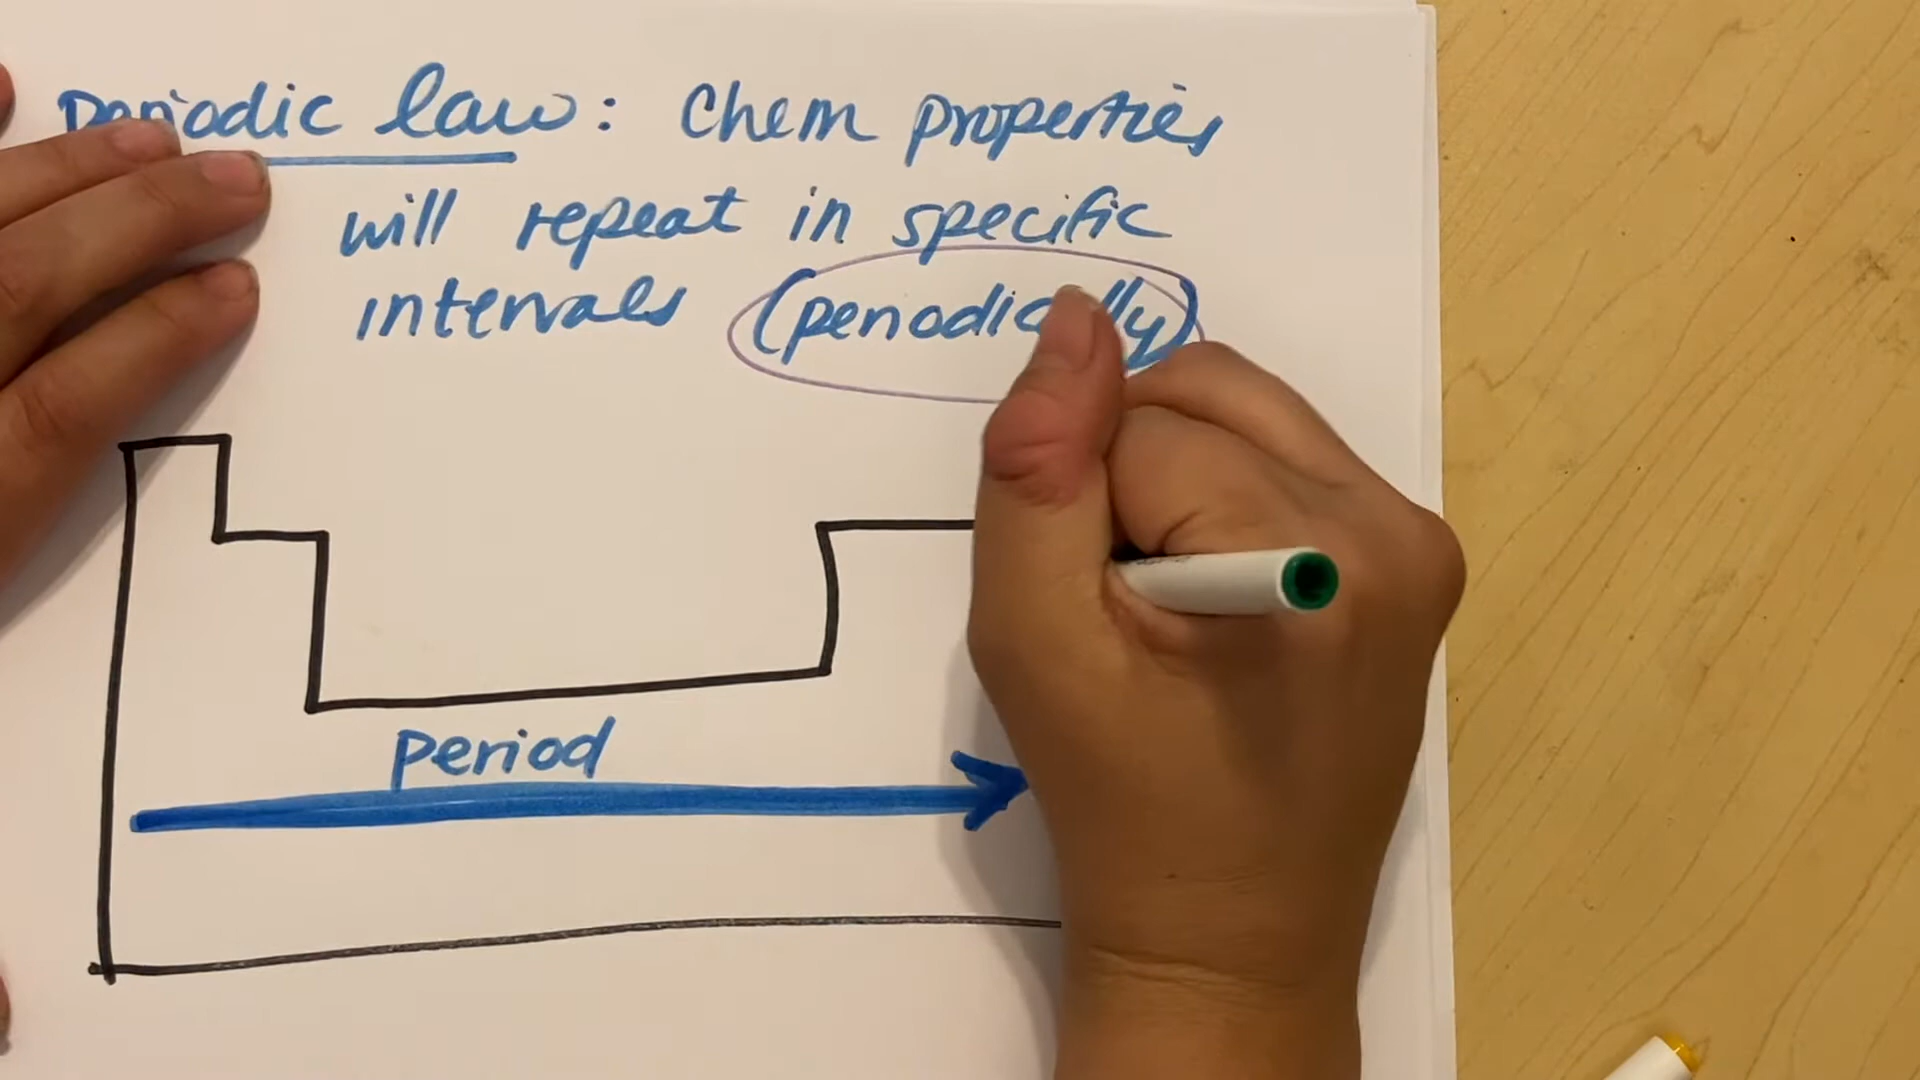 Periodic law: Chem properties
will repeat in specific
intervals (periodically)
period